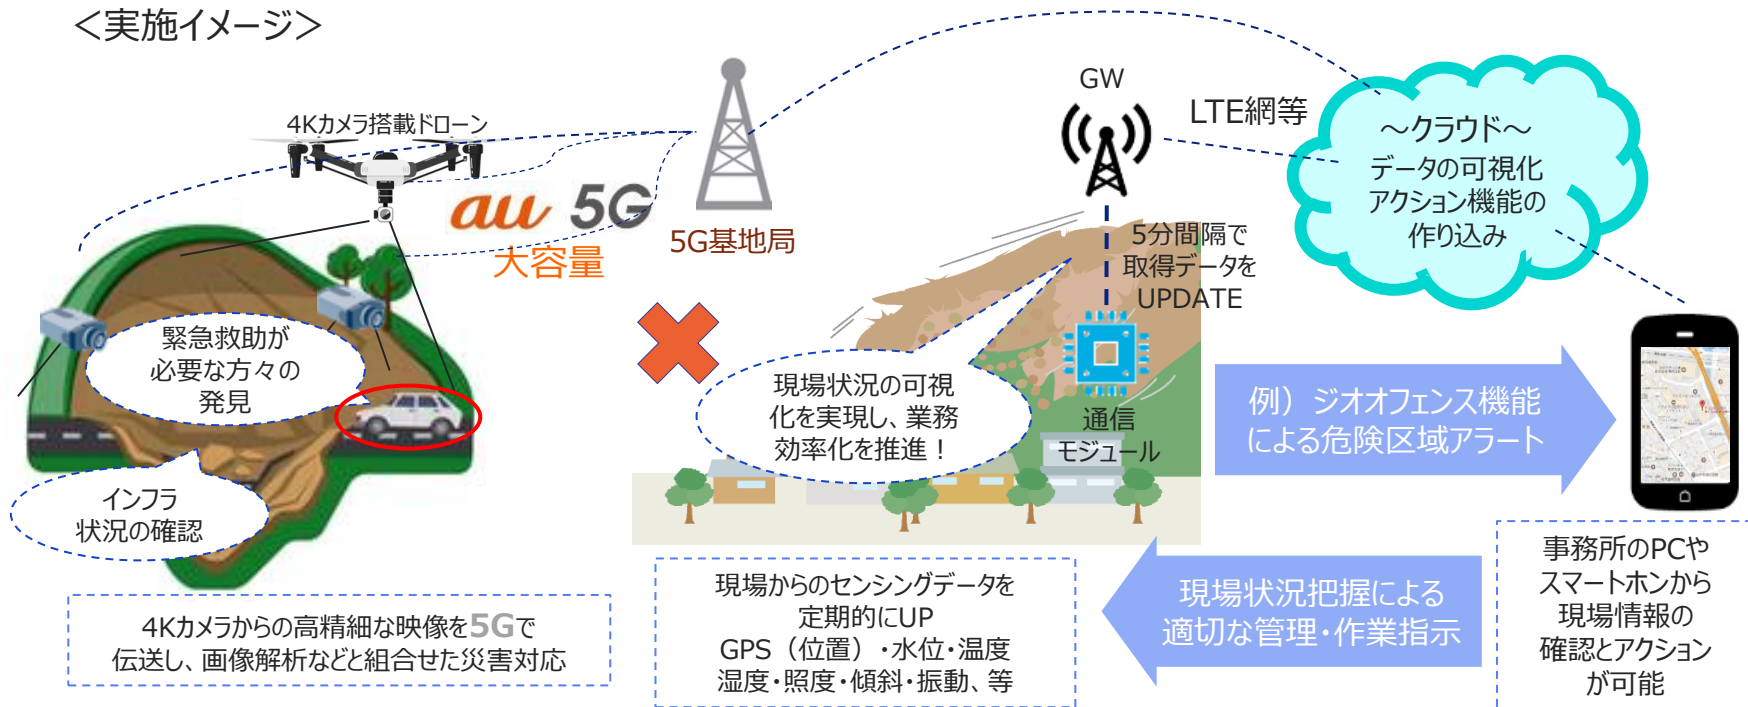 ＜実施イメージ＞
4Kカメラ搭載ドローン
au 5G
大容量
5G基地局
GW
LTE網等
～クラウド～
データの可視化
アクション機能の
作り込み
5分間隔で
取得データを
UPDATE
緊急救助が
必要な方々の
発見
インフラ
状況の確認
現場状況の可視
化を実現し、業務
効率化を推進！
通信
モジュール
例）ジオオフェンス機能
による危険区域アラート
4Kカメラからの高精細な映像を5Gで
伝送し、画像解析などと組合せた災害対応
現場からのセンシングデータを
定期的にUP
GPS（位置）・水位・温度
湿度・照度・傾斜・振動、等
現場状況把握による
適切な管理・作業指示
事務所のPCや
スマートホンから
現場情報の
確認とアクション
が可能